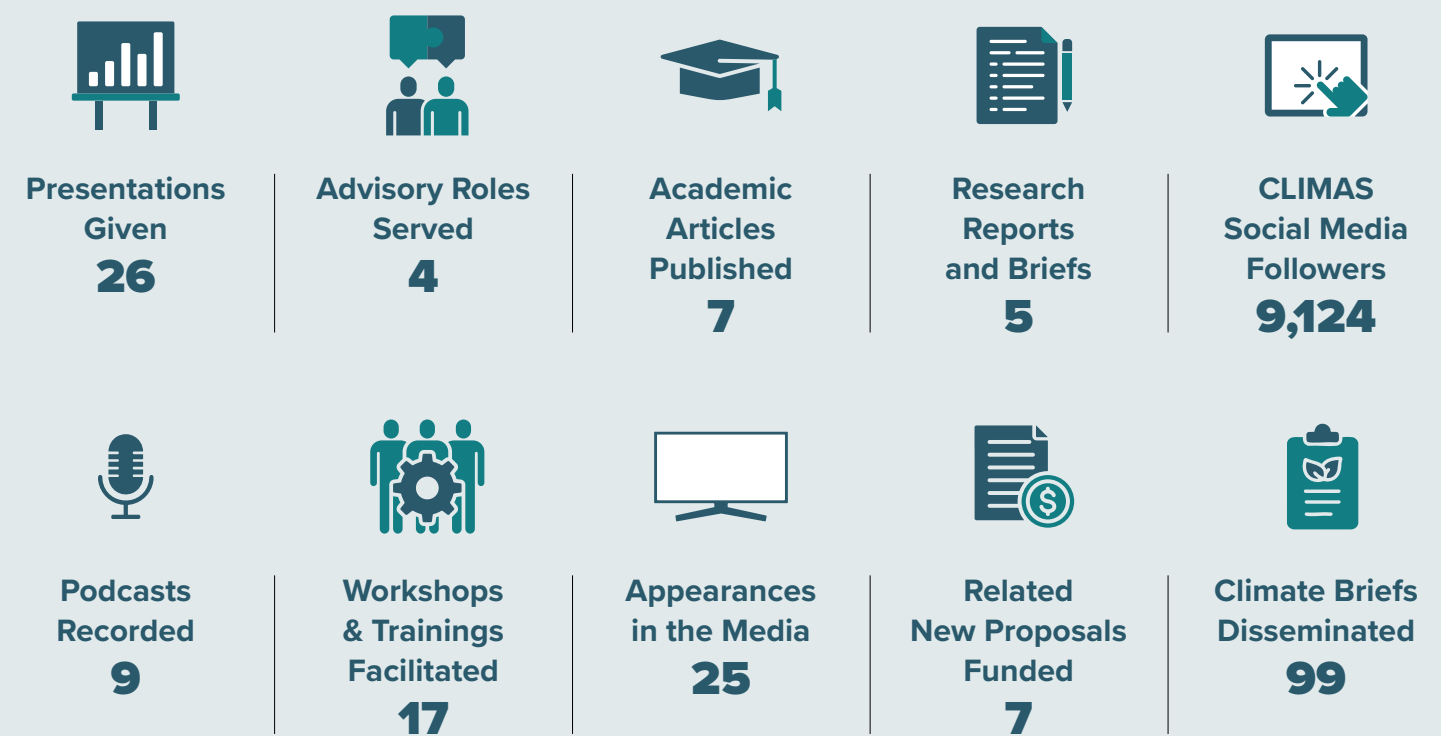 Presentations
Given
26
Advisory Roles
Served
4
Academic
Articles
Published
7
Research
Reports
and Briefs
5
CLIMAS
Social Media
Followers
9,124
Podcasts
Recorded
9
Workshops
& Trainings
Facilitated
17
Appearances
in the Media
25
Related
New Proposals
Funded
7
Climate Briefs
Disseminated
99